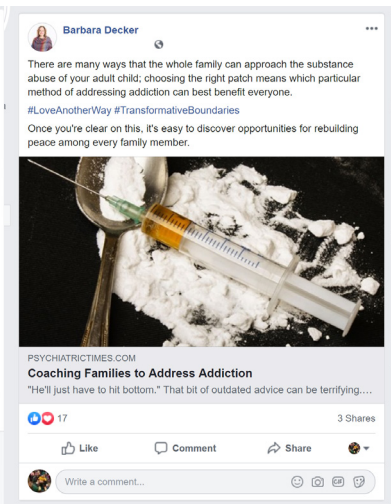 Barbara Decker
There are many ways that the whole family can approach the substance
abuse of your adult child; choosing the right patch means which particular
method of addressing addiction can best benefit everyone.
#LoveAnotherWay #TransformativeBoundaries
Once you're clear on this, it's easy to discover opportunities for rebuilding
peace among every family member.
PSYCHIATRICTIMES.COM
Coaching Families to Address Addiction
"He'll just have to hit bottom." That bit of outdated advice can be terrifying....
17
3 Shares
Like Comment Share
Write a comment...
GIF